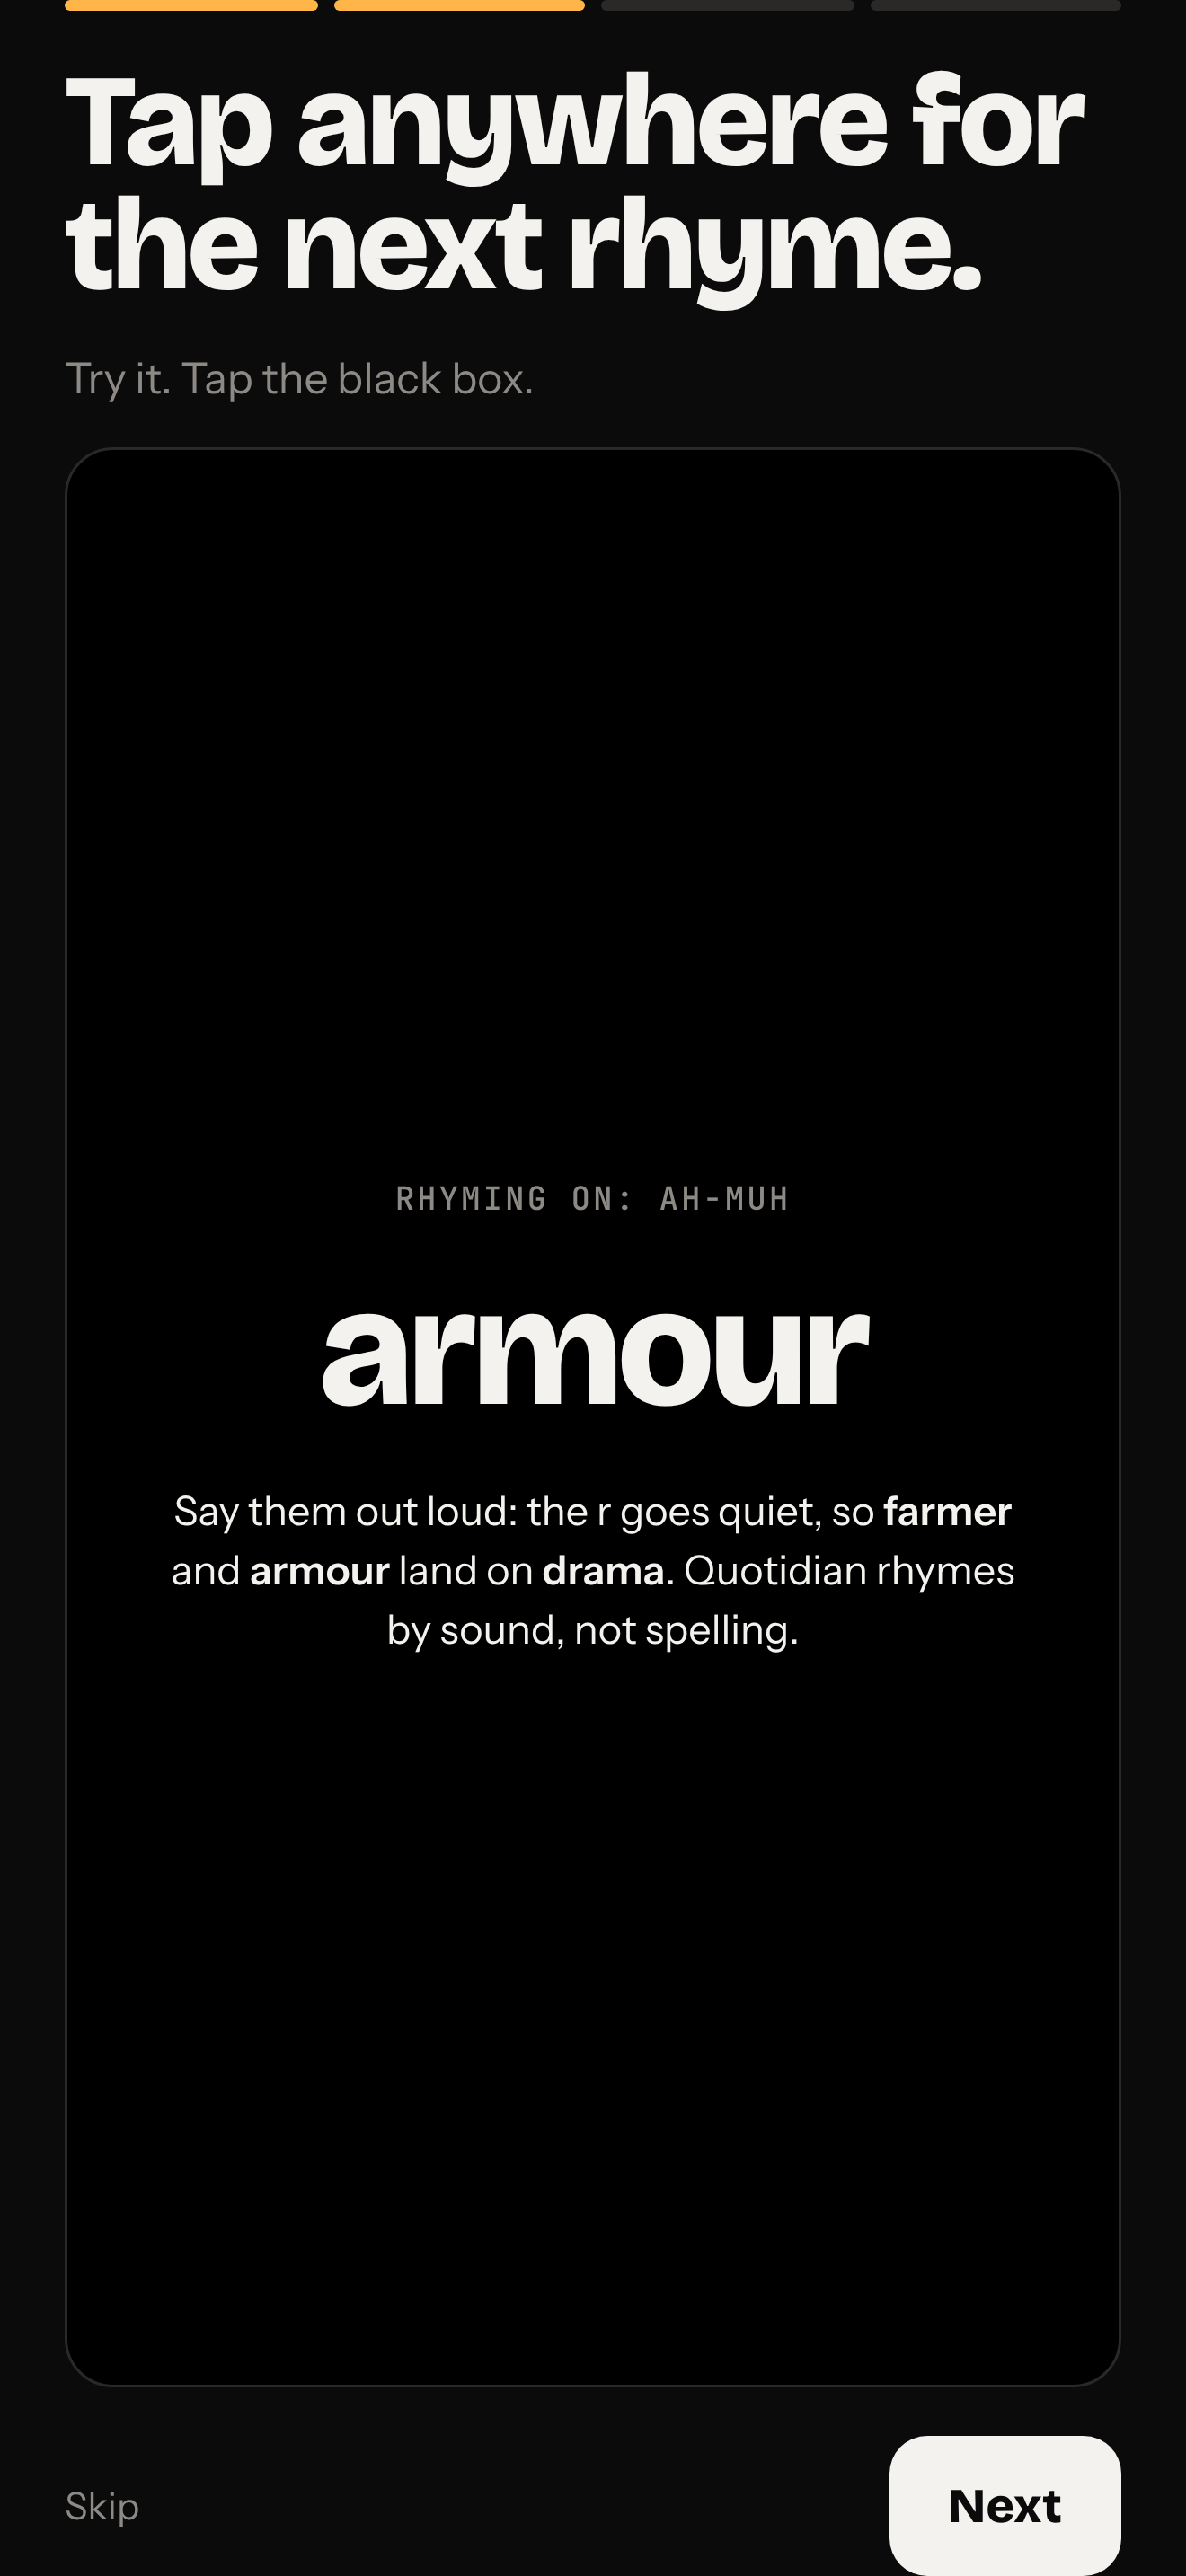 Tap anywhere for
the next rhyme.
Try it. Tap the black box.
RHYMING ON: AH-MUH
armour
Say them out loud: the r goes quiet, so farmer
and armour land on drama. Quotidian rhymes
by sound, not spelling.
Skip
Next